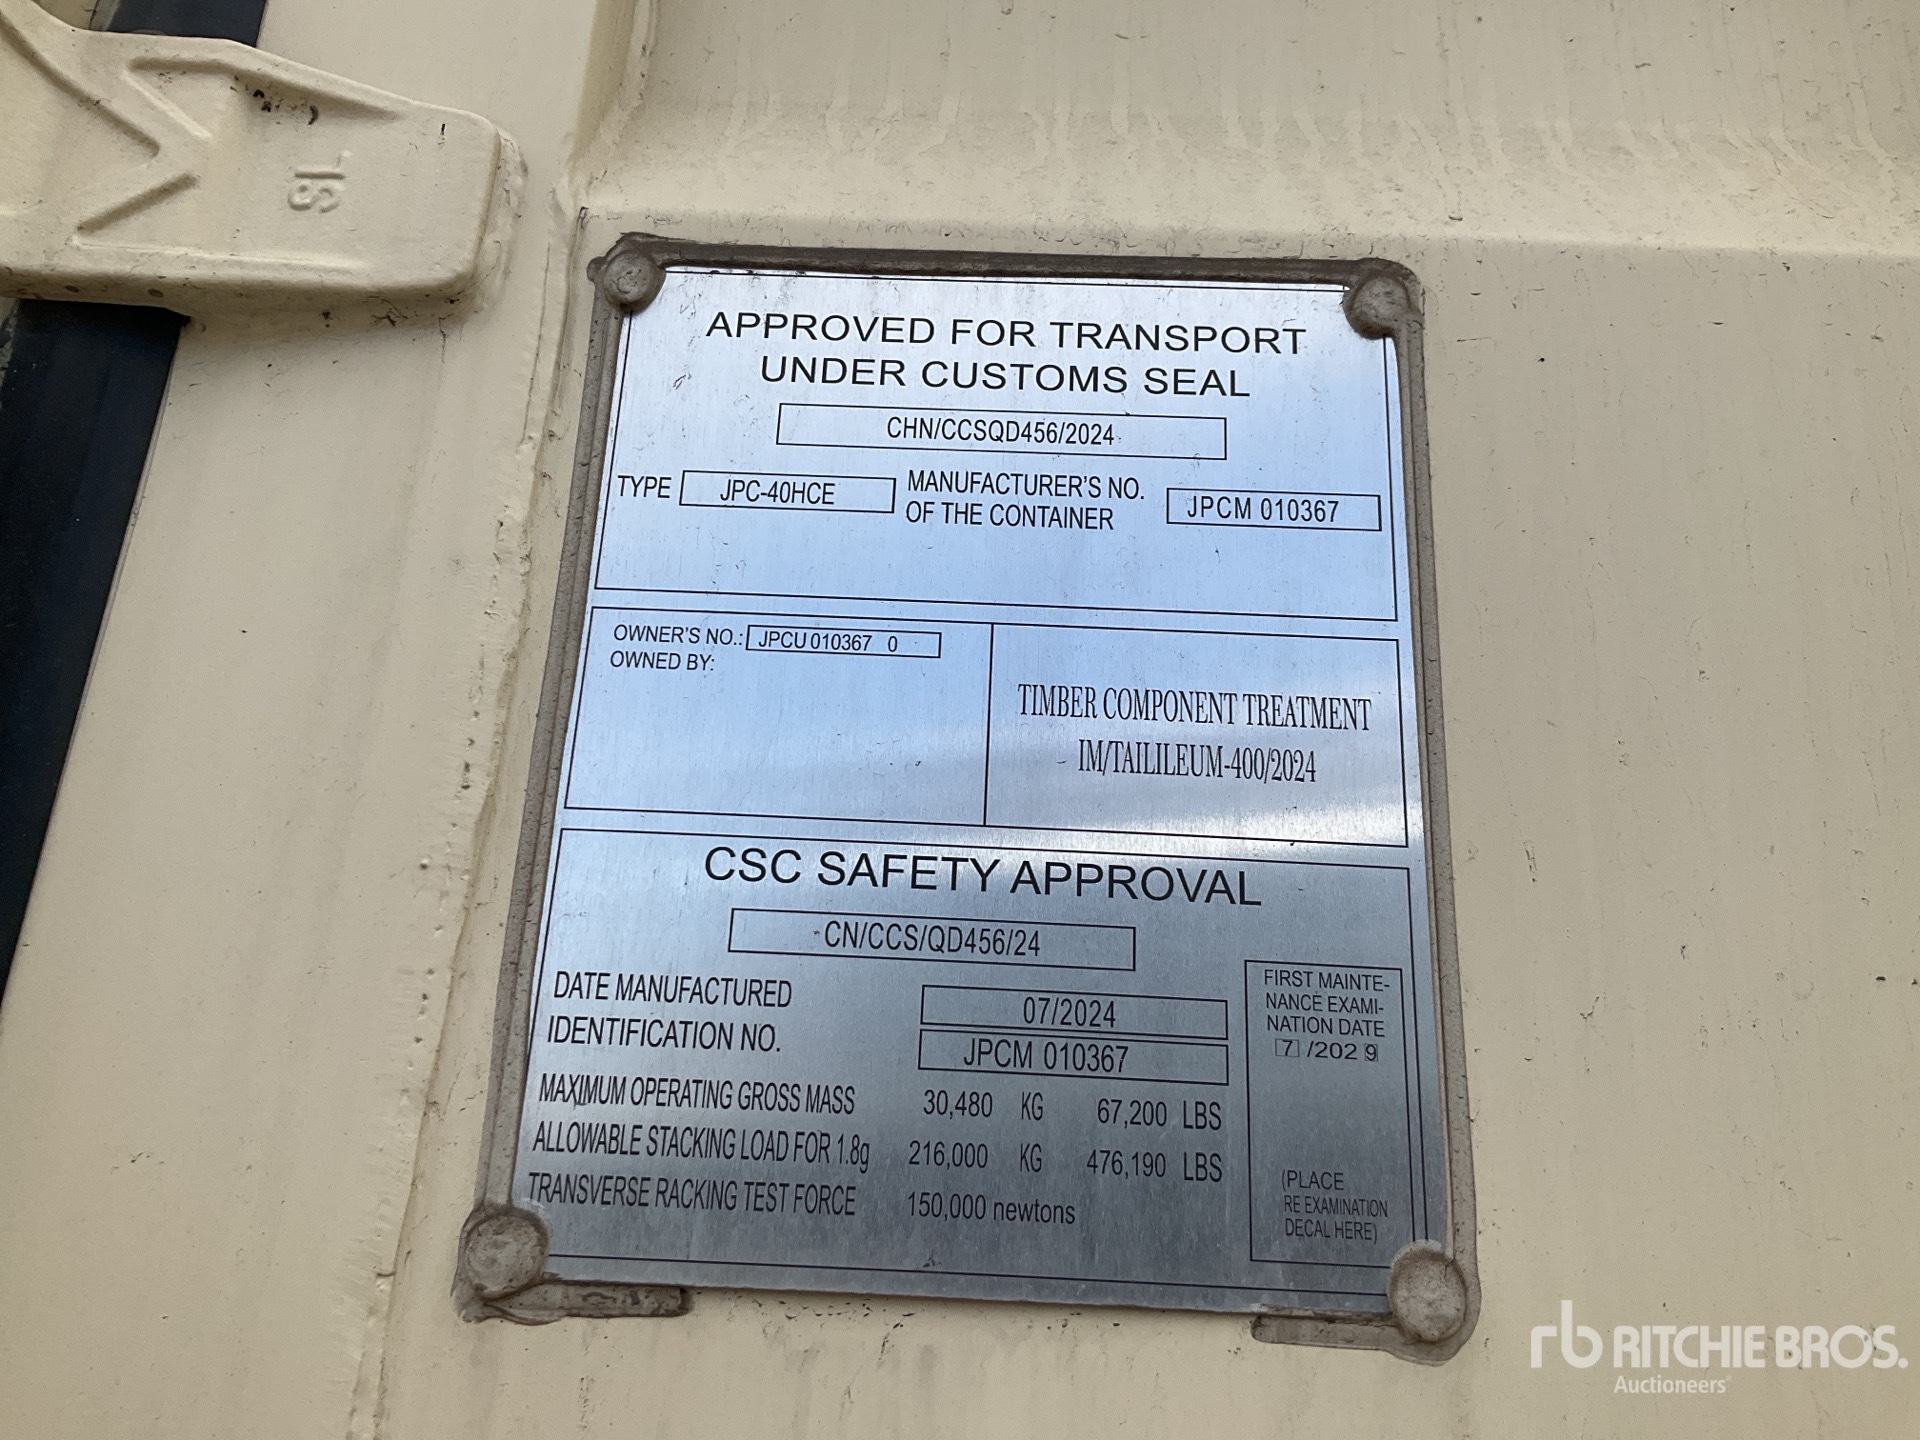 SL
APPROVED FOR TRANSPORT
UNDER CUSTOMS SEAL
CHN/CCSQD456/2024
TYPE JPC-40HCE MANUFACTURER'S NO. OF THE CONTAINER JPCM 010367
OWNER'S NO.: JPCU 010367 0
OWNED BY:
TIMBER COMPONENT TREATMENT
IM/TAILILEUM-400/2024
CSC SAFETY APPROVAL
CN/CCS/QD456/24
DATE MANUFACTURED 07/2024
IDENTIFICATION NO. JPCM 010367
MAXIMUM OPERATING GROSS MASS 30,480 KG 67,200 LBS
ALLOWABLE STACKING LOAD FOR 1.8g 216,000 KG 476,190 LBS
TRANSVERSE RACKING TEST FORCE 150,000 newtons
FIRST MAINTE-
NANCE EXAMI-
NATION DATE
7 /202 9
(PLACE
RE EXAMINATION
DECAL HERE)
rb RITCHIE BROS.
Auctioneers